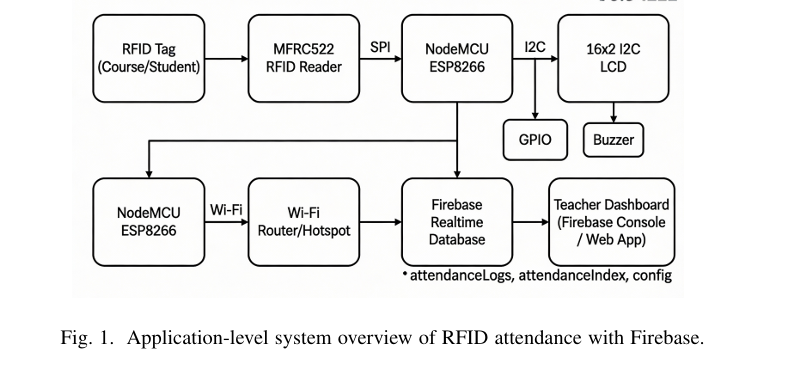 RFID Tag
(Course/Student)
MFRC522
RFID Reader
SPI
NodeMCU
ESP8266
I2C
16x2 I2C
LCD
GPIO
Buzzer
NodeMCU
ESP8266
Wi-Fi
Wi-Fi
Router/Hotspot
Firebase
Realtime
Database
Teacher Dashboard
(Firebase Console
/ Web App)
* attendanceLogs, attendanceIndex, config
Fig. 1. Application-level system overview of RFID attendance with Firebase.